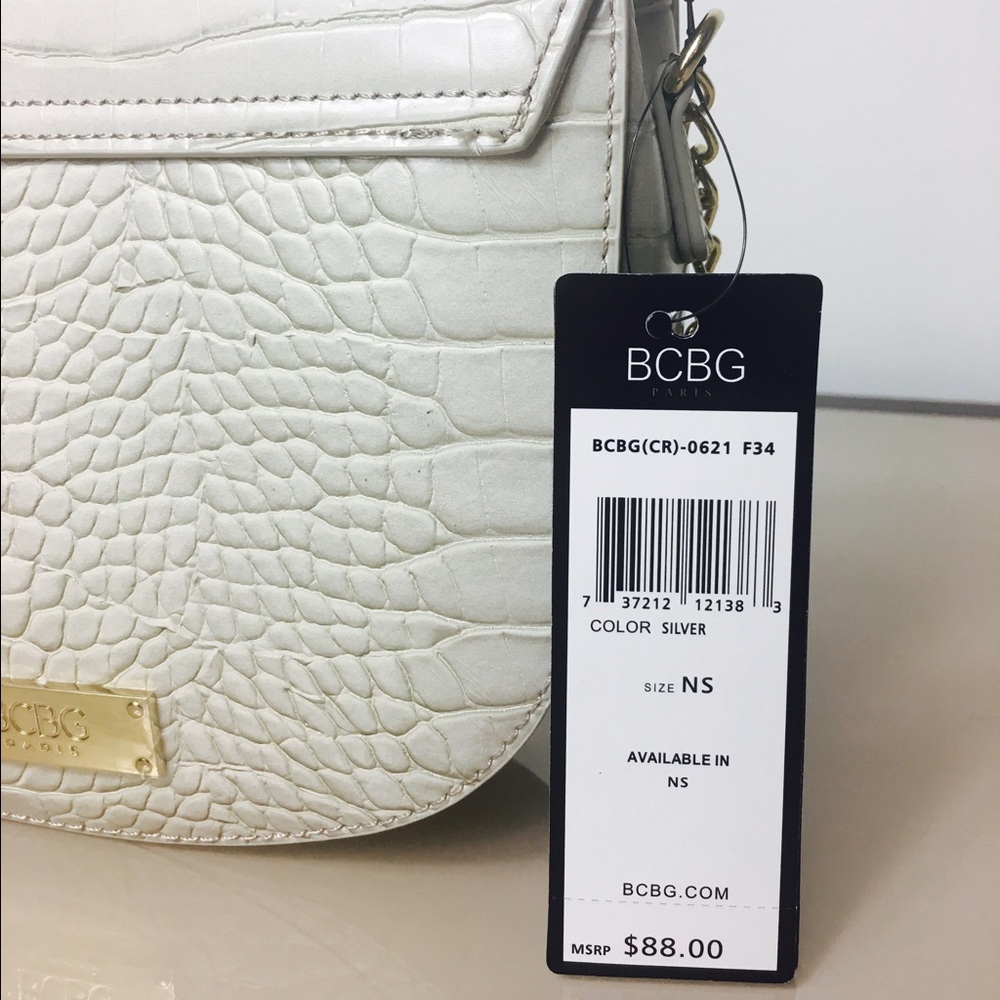 BCBG
PARIS
BCBG(CR)-0621 F34
7 37212 12138 3
COLOR SILVER
SIZE NS
AVAILABLE IN
NS
BCBG.COM
MSRP $88.00
BCBG
PARIS